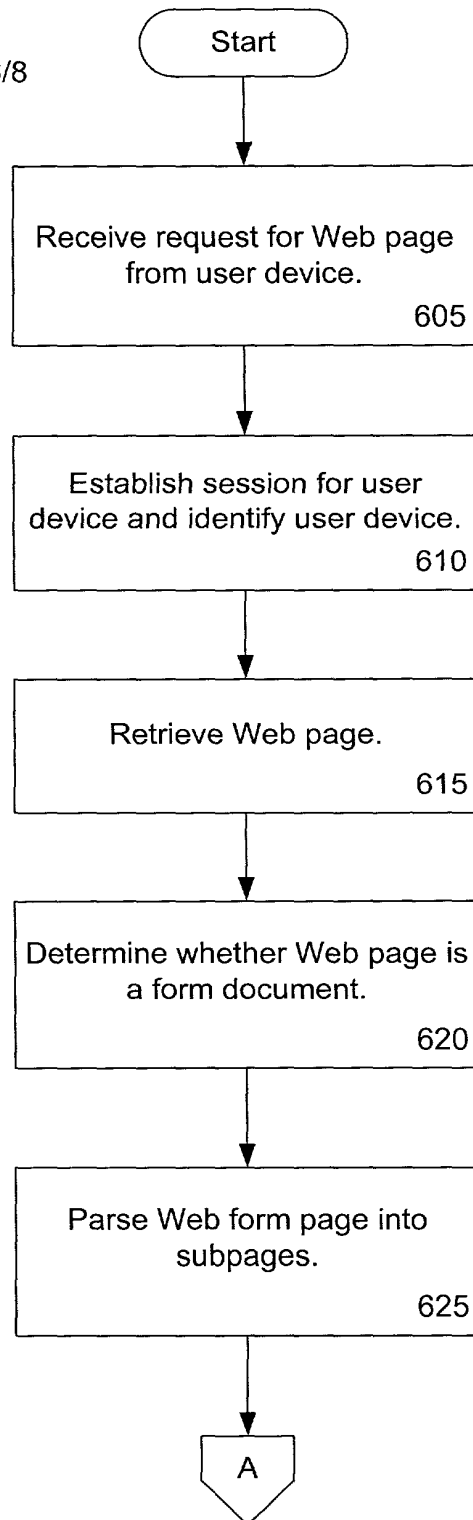 Start
/8
Receive request for Web page
from user device.
605
Establish session for user
device and identify user device.
610
Retrieve Web page.
615
Determine whether Web page is
a form document.
620
Parse Web form page into
subpages.
625
A